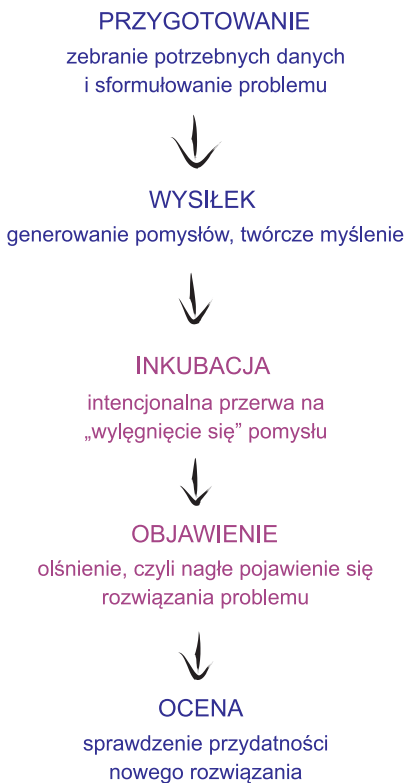 PRZYGOTOWANIE
zebranie potrzebnych danych
i sformułowanie problemu
WYSIŁEK
generowanie pomysłów, twórcze myślenie
INKUBACJA
intencjonalna przerwa na
„wylęgnięcie się” pomysłu
OBJAWIENIE
olśnienie, czyli nagłe pojawienie się
rozwiązania problemu
OCENA
sprawdzenie przydatności
nowego rozwiązania